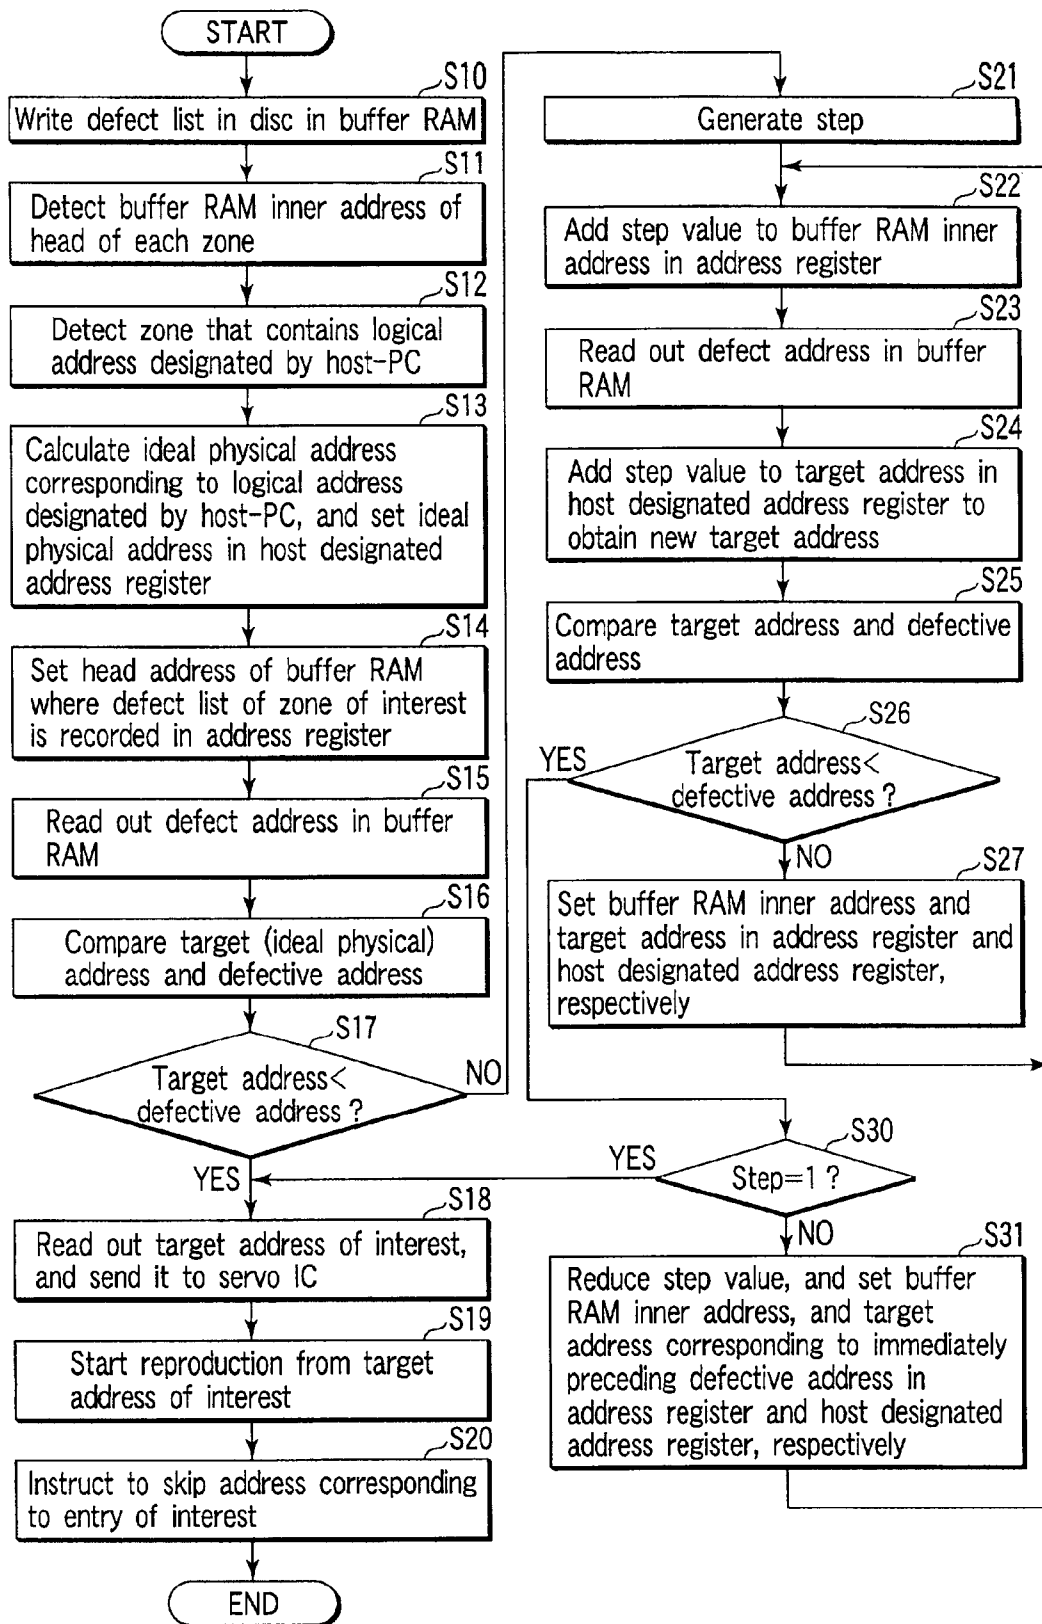 START
S10
Write defect list in disc in buffer RAM
S11
Detect buffer RAM inner address of
head of each zone
S12
Detect zone that contains logical
address designated by host-PC
S13
Calculate ideal physical address
corresponding to logical address
designated by host-PC, and set ideal
physical address in host designated
address register
S14
Set head address of buffer RAM
where defect list of zone of interest
is recorded in address register
S15
Read out defect address in buffer
RAM
S16
Compare target (ideal physical)
address and defective address
S17
Target address<
defective address ?
NO
YES
S18
Read out target address of interest,
and send it to servo IC
S19
Start reproduction from target
address of interest
S20
Instruct to skip address corresponding
to entry of interest
END
S21
Generate step
S22
Add step value to buffer RAM inner
address in address register
S23
Read out defect address in buffer
RAM
S24
Add step value to target address in
host designated address register to
obtain new target address
S25
Compare target address and defective
address
S26
YES
Target address<
defective address ?
NO
S27
Set buffer RAM inner address and
target address in address register and
host designated address register,
respectively
S30
YES
Step=1 ?
NO
S31
Reduce step value, and set buffer
RAM inner address, and target
address corresponding to immediately
preceding defective address in
address register and host designated
address register, respectively